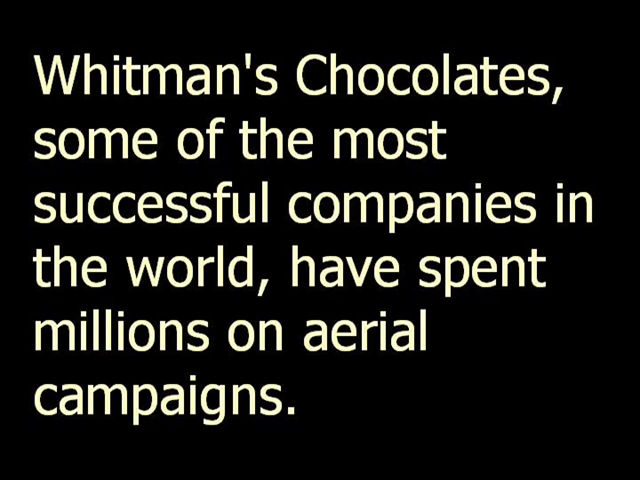 Whitman's Chocolates,
some of the most
successful companies in
the world, have spent
millions on aerial
campaigns.